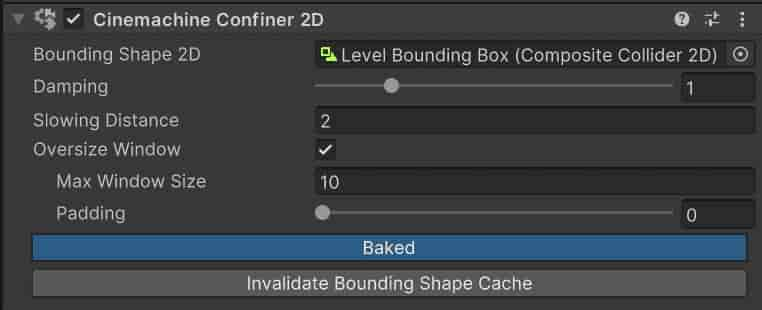 Cinemachine Confiner 2D
Bounding Shape 2D Level Bounding Box (Composite Collider 2D)
Damping 1
Slowing Distance 2
Oversize Window
Max Window Size 10
Padding 0
Baked
Invalidate Bounding Shape Cache